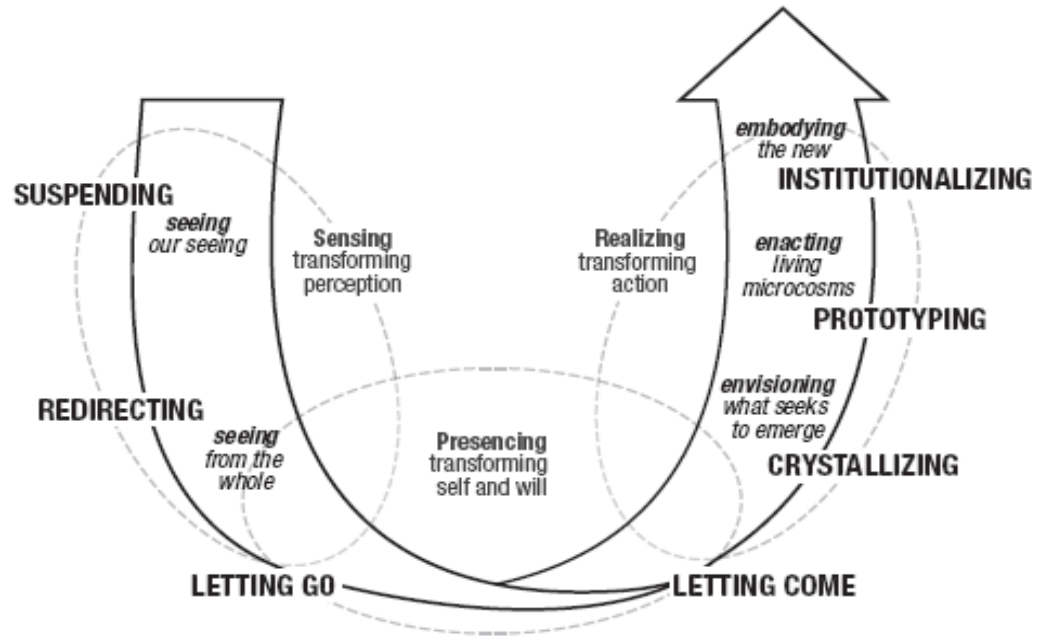 SUSPENDING
seeing
our seeing
REDIRECTING
seeing
from the
whole
LETTING GO
Sensing
transforming
perception
Presencing
transforming
self and will
Realizing
transforming
action
LETTING COME
CRYSTALLIZING
envisioning
what seeks
to emerge
PROTOTYPING
enacting
living
microcosms
INSTITUTIONALIZING
embodying
the new